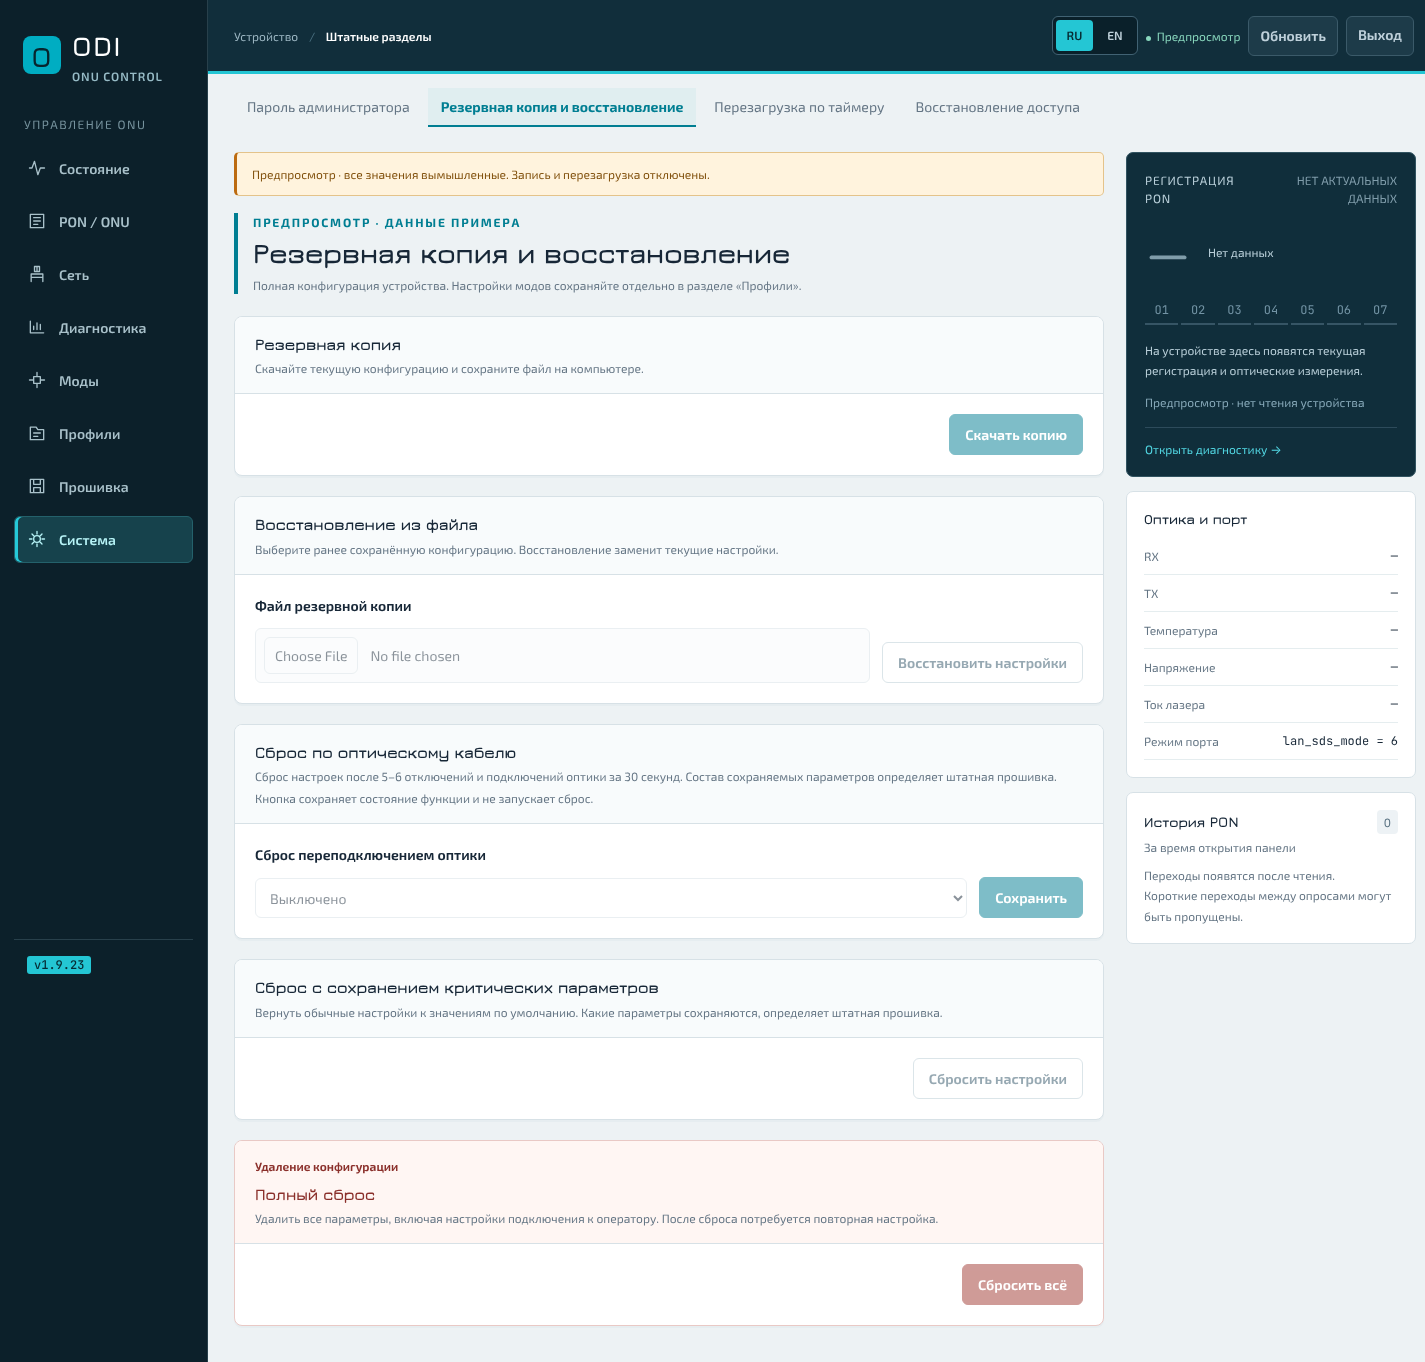 O
ODI
ONU CONTROL
УПРАВЛЕНИЕ ONU
Состояние
PON / ONU
Сеть
Диагностика
Моды
Профили
Прошивка
Система
v1.9.23
Устройство / Штатные разделы
RU EN
Предпросмотр
Обновить
Выход
Пароль администратора
Резервная копия и восстановление
Перезагрузка по таймеру
Восстановление доступа
Предпросмотр · все значения вымышленные. Запись и перезагрузка отключены.
ПРЕДПРОСМОТР · ДАННЫЕ ПРИМЕРА
Резервная копия и восстановление
Полная конфигурация устройства. Настройки модов сохраняйте отдельно в разделе «Профили».
Резервная копия
Скачайте текущую конфигурацию и сохраните файл на компьютере.
Скачать копию
Восстановление из файла
Выберите ранее сохранённую конфигурацию. Восстановление заменит текущие настройки.
Файл резервной копии
Choose File No file chosen
Восстановить настройки
Сброс по оптическому кабелю
Сброс настроек после 5–6 отключений и подключений оптики за 30 секунд. Состав сохраняемых параметров определяет штатная прошивка.
Кнопка сохраняет состояние функции и не запускает сброс.
Сброс переподключением оптики
Выключено
Сохранить
Сброс с сохранением критических параметров
Вернуть обычные настройки к значениям по умолчанию. Какие параметры сохраняются, определяет штатная прошивка.
Сбросить настройки
Удаление конфигурации
Полный сброс
Удалить все параметры, включая настройки подключения к оператору. После сброса потребуется повторная настройка.
Сбросить всё
РЕГИСТРАЦИЯ
PON
НЕТ АКТУАЛЬНЫХ
ДАННЫХ
— Нет данных
01 02 03 04 05 06 07
На устройстве здесь появятся текущая
регистрация и оптические измерения.
Предпросмотр · нет чтения устройства
Открыть диагностику →
Оптика и порт
RX —
TX —
Температура —
Напряжение —
Ток лазера —
Режим порта lan_sds_mode = 6
История PON 0
За время открытия панели
Переходы появятся после чтения.
Короткие переходы между опросами могут
быть пропущены.